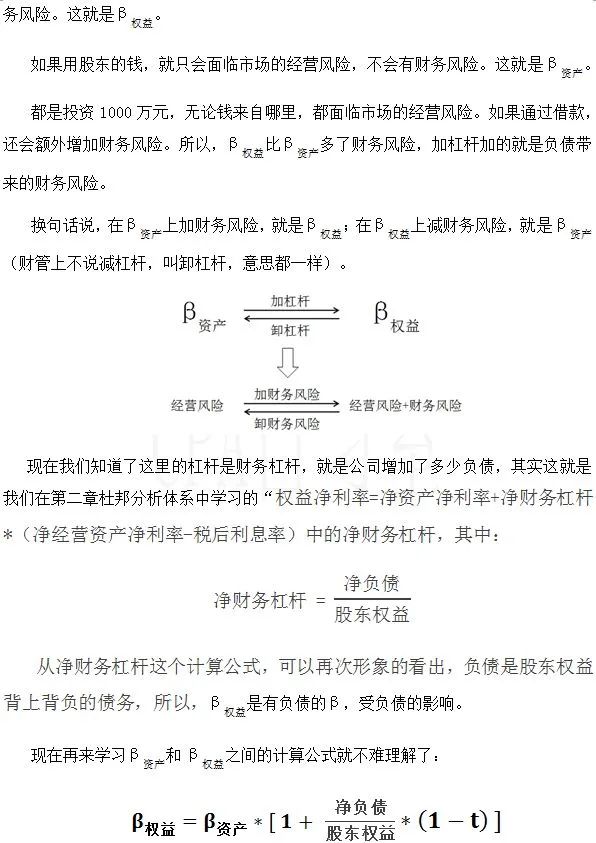 务风险。这就是β权益。
如果用股东的钱，就只会面临市场的经营风险，不会有财务风险。这就是β资产。
都是投资1000万元，无论钱来自哪里，都面临市场的经营风险。如果通过借款，
还会额外增加财务风险。所以，β权益比β资产多了财务风险，加杠杆加的就是负债带
来的财务风险。
换句话说，在β资产上加财务风险，就是β权益；在β权益上减财务风险，就是β资产
（财管上不说减杠杆，叫卸杠杆，意思都一样）。
β资产 加杠杆 β权益
卸杠杆
经营风险 加财务风险 经营风险+财务风险
卸财务风险
现在我们知道了这里的杠杆是财务杠杆，就是公司增加了多少负债，其实这就是
我们在第二章杜邦分析体系中学习的“权益净利率=净资产净利率+净财务杠杆
*（净经营资产净利率-税后利息率）中的净财务杠杆，其中：
净财务杠杆 = 净负债/股东权益
从净财务杠杆这个计算公式，可以再次形象的看出，负债是股东权益
背上背负的债务，所以，β权益是有负债的β，受负债的影响。
现在再来学习β资产和 β权益之间的计算公式就不难理解了：
β权益 = β资产 * [ 1 + 净负债/股东权益 * (1 − t) ]